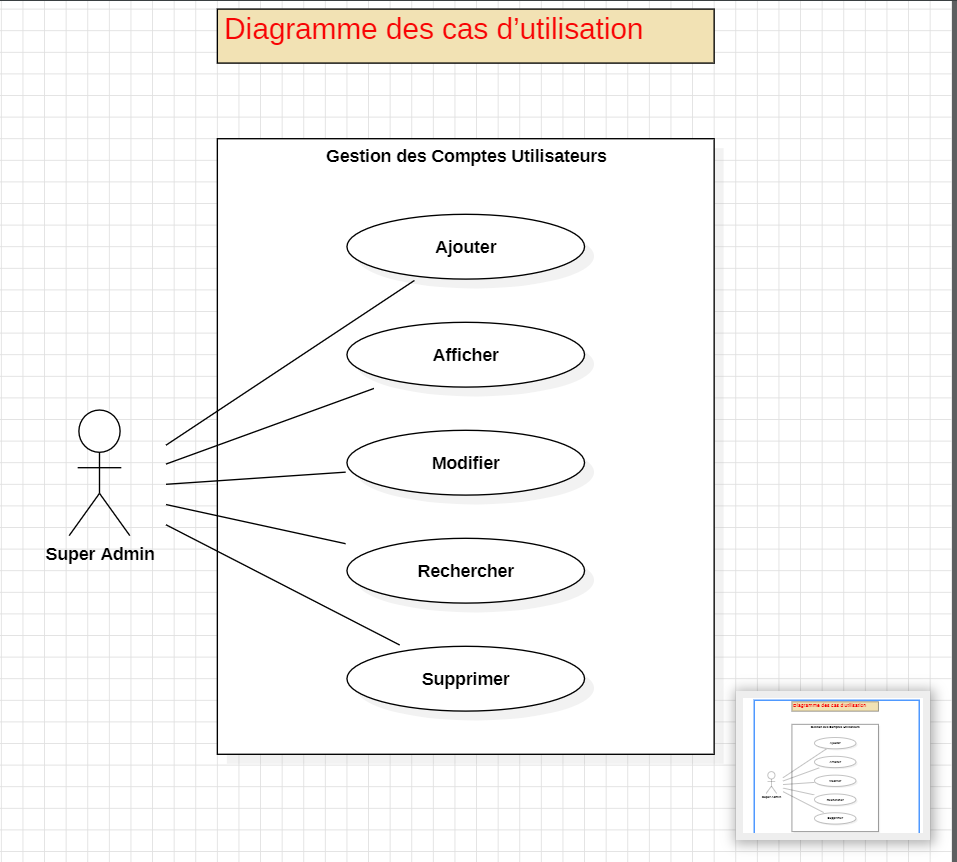 Diagramme des cas d’utilisation
Gestion des Comptes Utilisateurs
Ajouter
Afficher
Modifier
Rechercher
Supprimer
Super Admin
Diagramme des cas d’utilisation